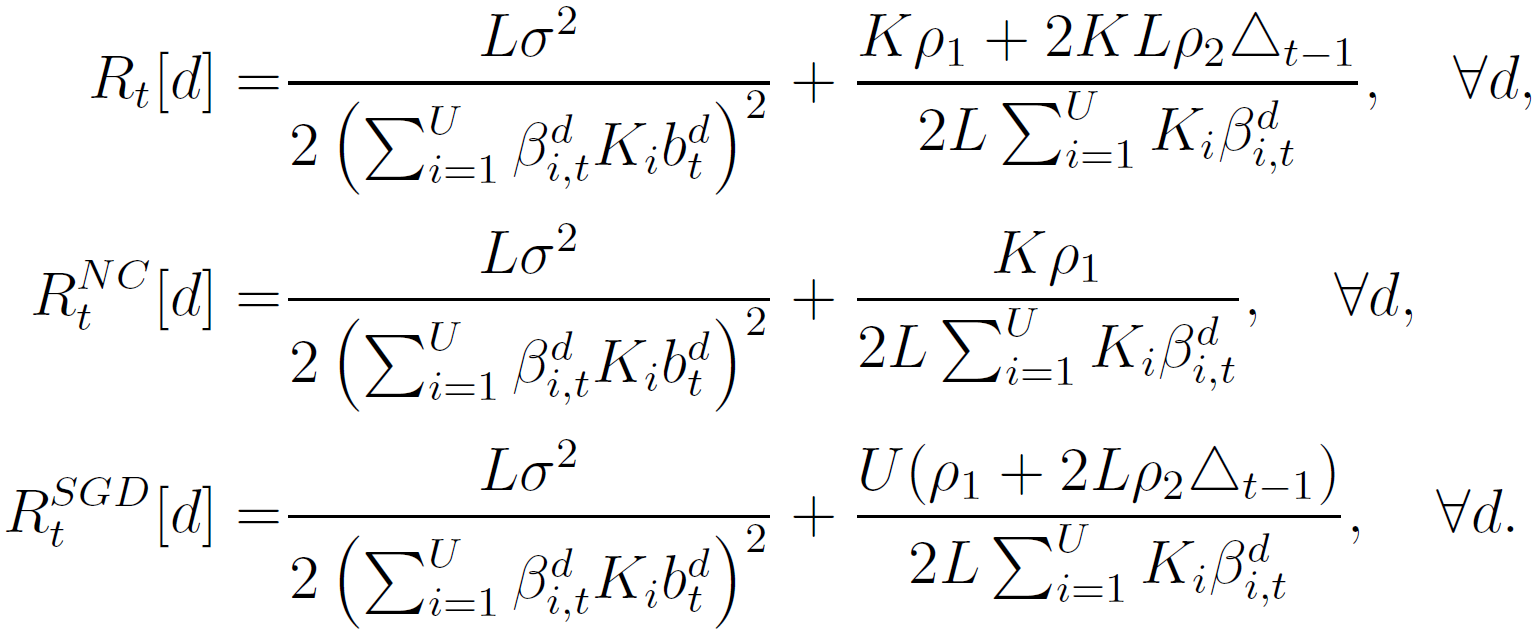 $R_t[d] = \frac{L\sigma^2}{2\left(\sum_{i=1}^{U} \beta_{i,t}^{d} K_i b_t^d\right)^2} + \frac{K\rho_1 + 2KL\rho_2\triangle_{t-1}}{2L\sum_{i=1}^{U} K_i\beta_{i,t}^{d}}, \quad \forall d,$
$R_t^{NC}[d] = \frac{L\sigma^2}{2\left(\sum_{i=1}^{U} \beta_{i,t}^{d} K_i b_t^d\right)^2} + \frac{K\rho_1}{2L\sum_{i=1}^{U} K_i\beta_{i,t}^{d}}, \quad \forall d,$
$R_t^{SGD}[d] = \frac{L\sigma^2}{2\left(\sum_{i=1}^{U} \beta_{i,t}^{d} K_i b_t^d\right)^2} + \frac{U(\rho_1 + 2L\rho_2\triangle_{t-1})}{2L\sum_{i=1}^{U} K_i\beta_{i,t}^{d}}, \quad \forall d.$